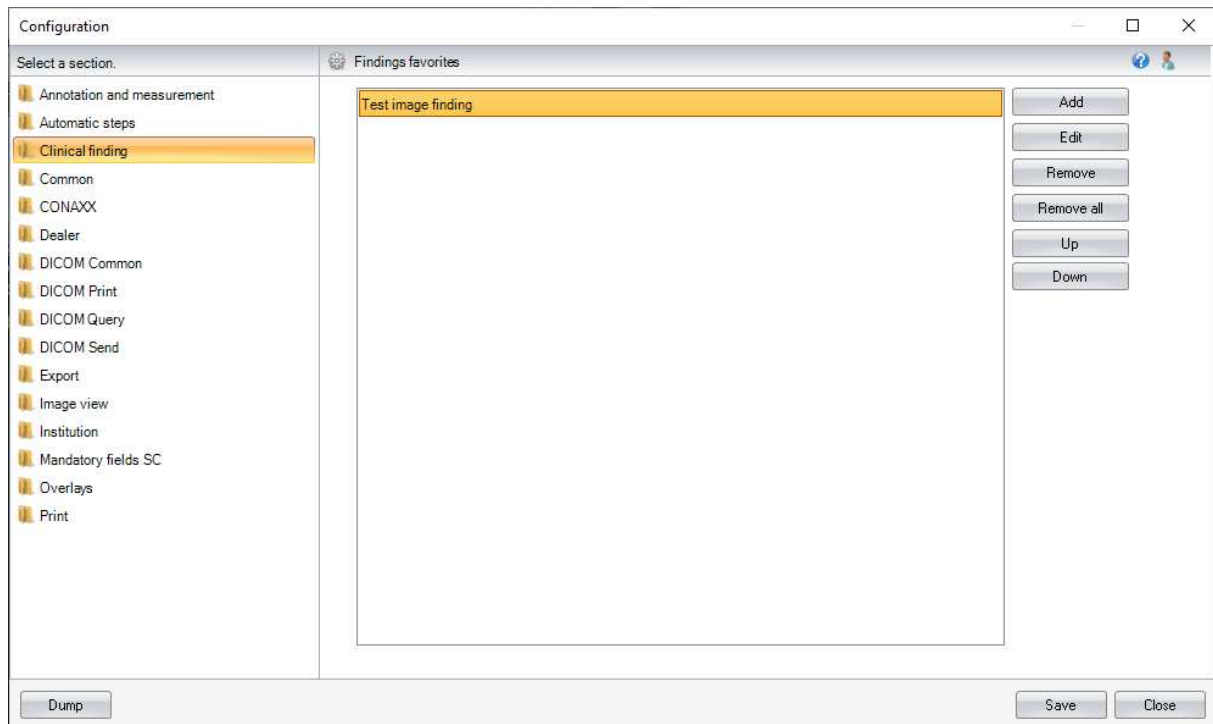 Configuration
Select a section.
Annotation and measurement
Automatic steps
Clinical finding
Common
CONAXX
Dealer
DICOM Common
DICOM Print
DICOM Query
DICOM Send
Export
Image view
Institution
Mandatory fields SC
Overlays
Print
Findings favorites
Test image finding
Add
Edit
Remove
Remove all
Up
Down
Dump
Save
Close